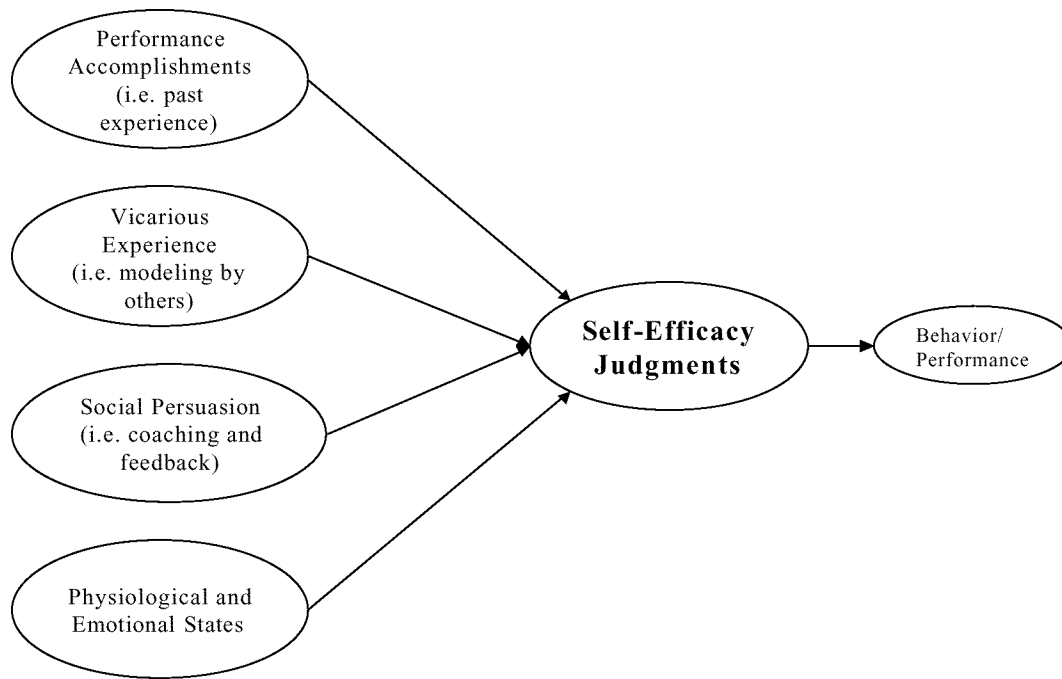 Performance
Accomplishments
(i.e. past
experience)
Vicarious
Experience
(i.e. modeling by
others)
Social Persuasion
(i.e. coaching and
feedback)
Physiological and
Emotional States
Self-Efficacy
Judgments
Behavior/
Performance